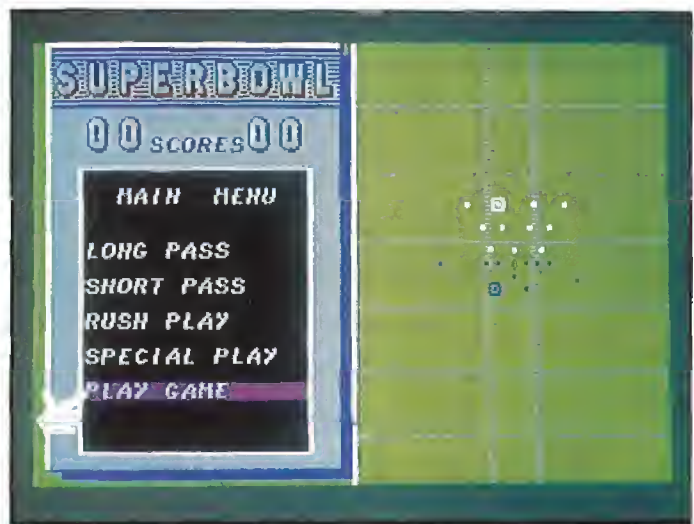 SUPERBOWL
00 SCORES 00
MAIN MENU
LONG PASS
SHORT PASS
RUSH PLAY
SPECIAL PLAY
PLAY GAME